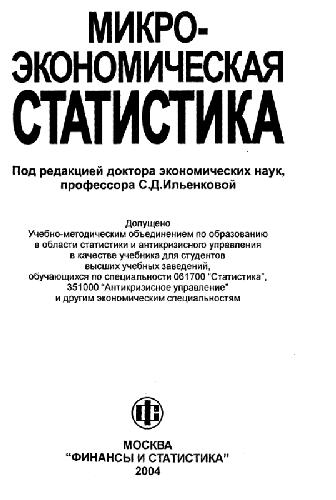 МИКРО-
ЭКОНОМИЧЕСКАЯ
СТАТИСТИКА
Под редакцией доктора экономических наук,
профессора С.Д.Ильенковой
Допущено
Учебно-методическим объединением по образованию
в области статистики и антикризисного управления
в качестве учебника для студентов
высших учебных заведений,
обучающихся по специальности 061700 "Статистика",
351000 "Антикризисное управление"
и другим экономическим специальностям
МОСКВА
"ФИНАНСЫ И СТАТИСТИКА"
2004